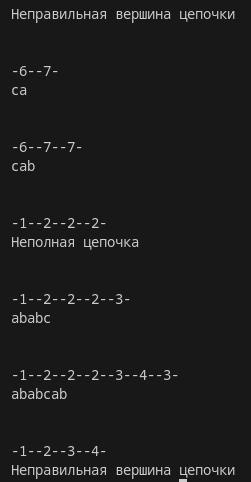 Неправильная вершина цепочки
-6--7-
ca
-6--7--7-
cab
-1--2--2--2-
Неполная цепочка
-1--2--2--2--3-
ababc
-1--2--2--2--3--4--3-
ababcab
-1--2--3--4-
Неправильная вершина цепочки